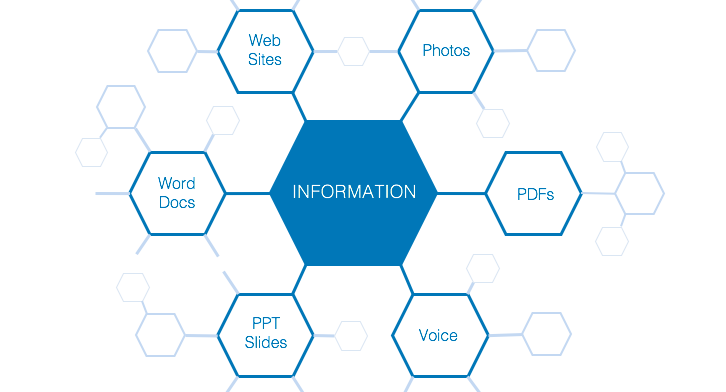 Web
Sites
Photos
Word
Docs
INFORMATION
PDFs
PPT
Slides
Voice